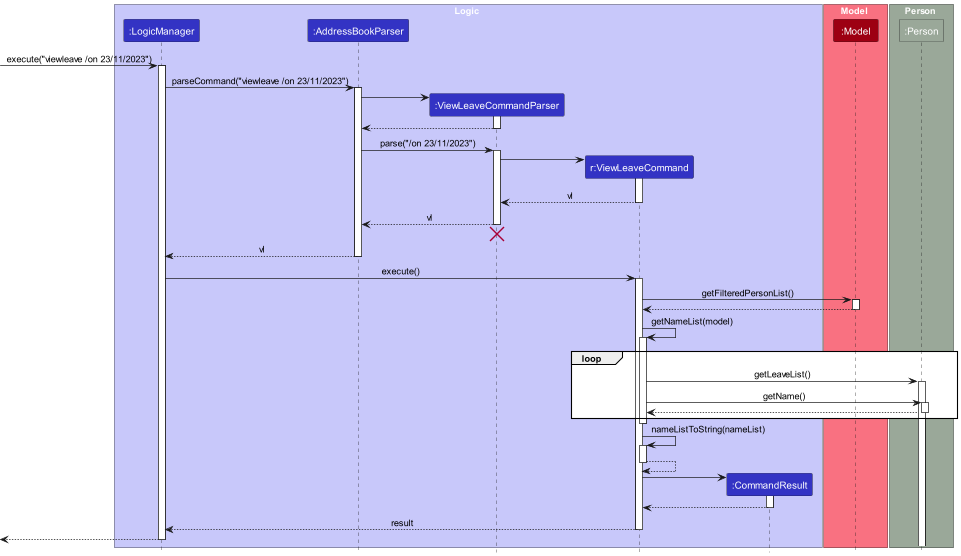 Logic
Model
Person
:LogicManager
:AddressBookParser
:Model
:Person
execute("viewleave /on 23/11/2023")
parseCommand("viewleave /on 23/11/2023")
:ViewLeaveCommandParser
parse("/on 23/11/2023")
r:ViewLeaveCommand
vl
vl
vl
execute()
getFilteredPersonList()
getNameList(model)
loop
getLeaveList()
getName()
nameListToString(nameList)
:CommandResult
result